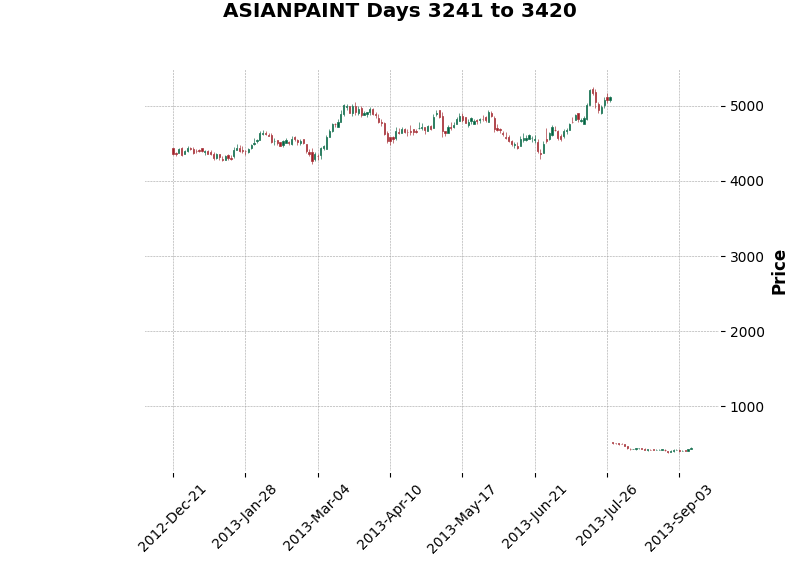 ASIANPAINT Days 3241 to 3420
5000
4000
3000
2000
1000
Price
2012-Dec-21
2013-Jan-28
2013-Mar-04
2013-Apr-10
2013-May-17
2013-Jun-21
2013-Jul-26
2013-Sep-03